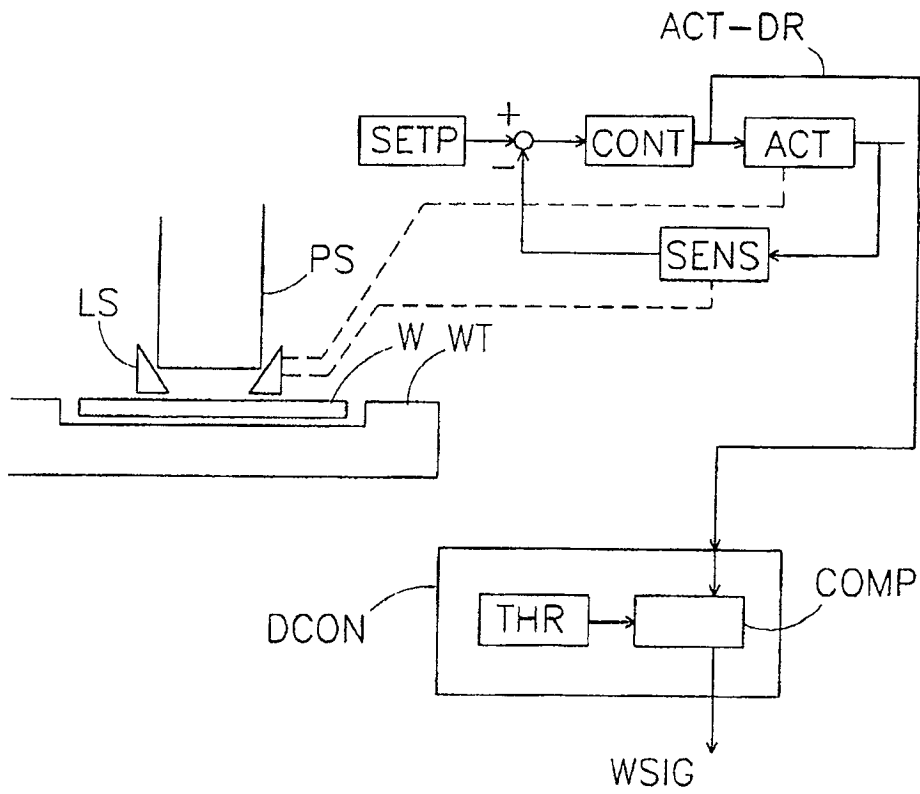 ACT-DR
+
SETP
CONT
ACT
−
SENS
PS
LS
W
WT
COMP
THR
DCON
WSIG